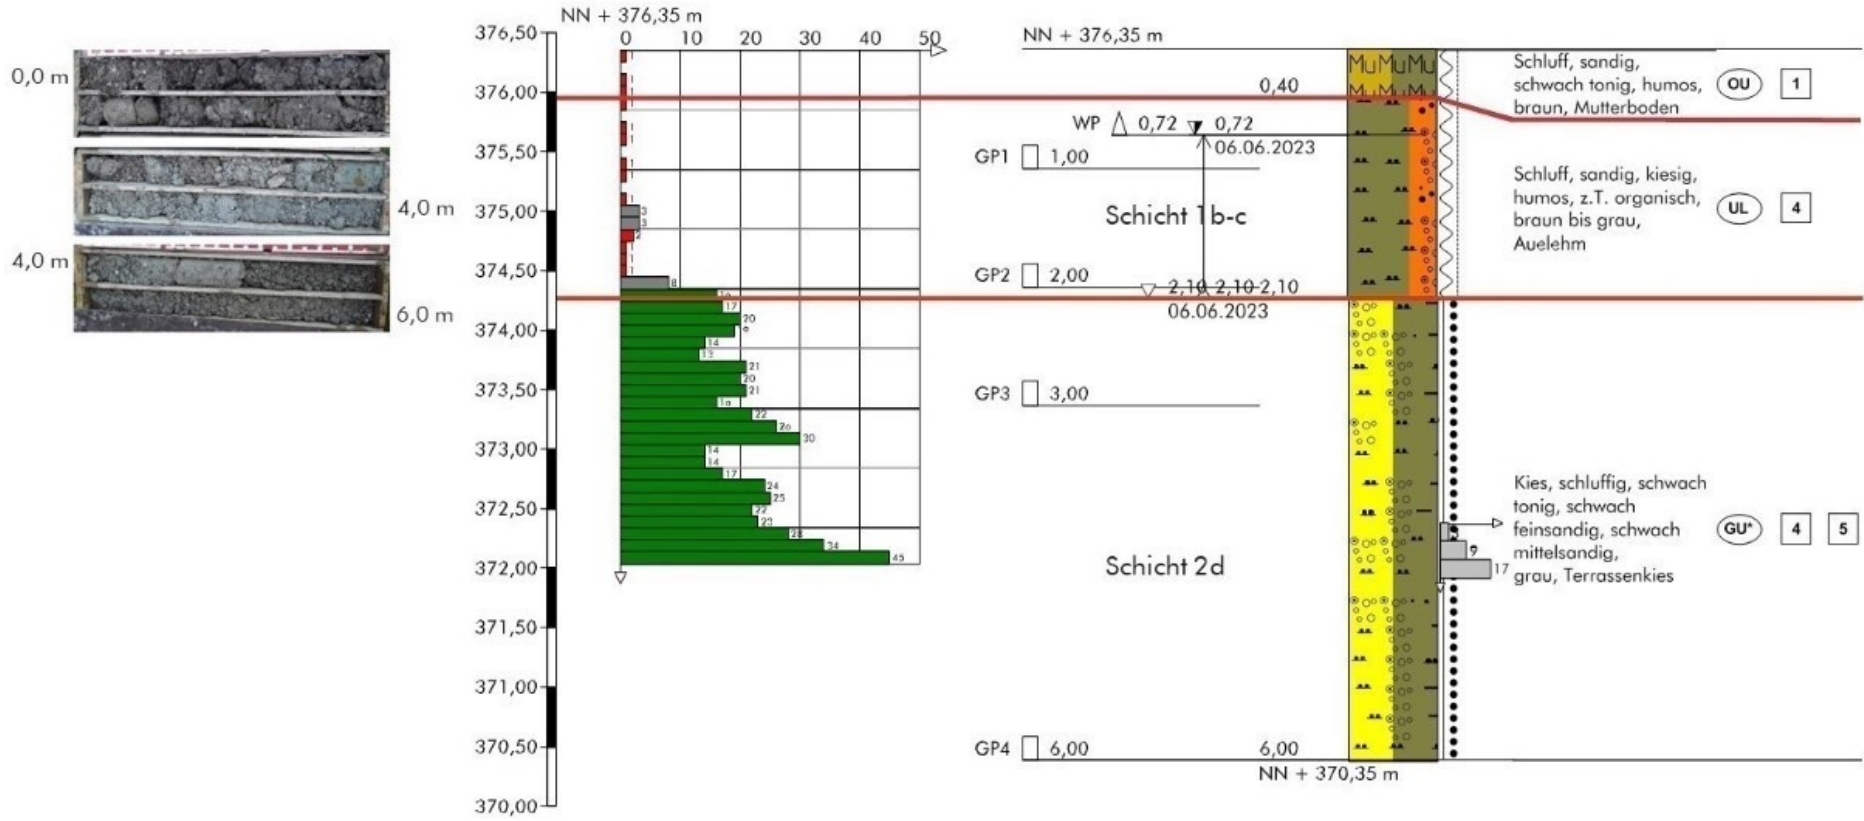 0,0 m
4,0 m
4,0 m
6,0 m
376,50
376,00
375,50
375,00
374,50
374,00
373,50
373,00
372,50
372,00
371,50
371,00
370,50
370,00
NN + 376,35 m
0 10 20 30 40 50
3
3
2
8
17
20
14
13
21
20
21
22
26
30
14
14
17
24
25
22
23
28
34
45
NN + 376,35 m
0,40
WP 0,72 0,72
06.06.2023
GP1 1,00
Schicht 1b-c
GP2 2,00
2,10 2,10 2,10
06.06.2023
GP3 3,00
Schicht 2d
GP4 6,00 6,00
NN + 370,35 m
Mu Mu Mu
9
17
Schluff, sandig,
schwach tonig, humos,
braun, Mutterboden
OU 1
Schluff, sandig, kiesig,
humos, z.T. organisch,
braun bis grau,
Auelehm
UL 4
Kies, schluffig, schwach
tonig, schwach
feinsandig, schwach
mittelsandig,
grau, Terrassenkies
GU* 4 5